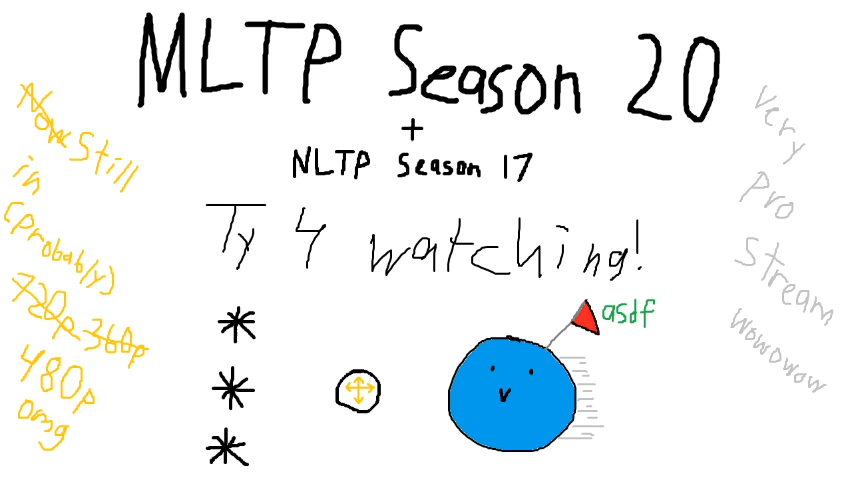 MLTP Season 20
+
NLTP Season 17
Ty 4 watching!
Now Still
in
(probably)
720p 360p
480p
omg
very
pro
stream
wowowow
asdf